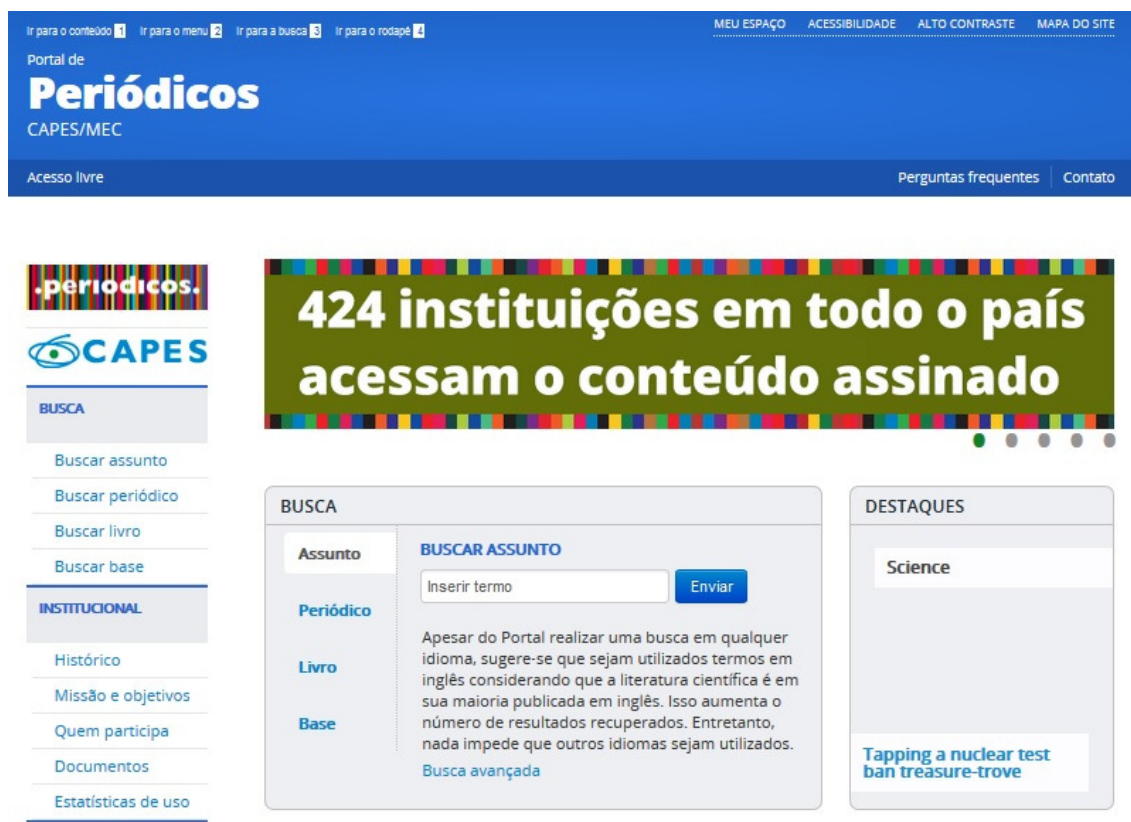 Ir para o conteúdo 1 Ir para o menu 2 Ir para a busca 3 Ir para o rodapé 4
MEU ESPAÇO ACESSIBILIDADE ALTO CONTRASTE MAPA DO SITE
Portal de
Periódicos
CAPES/MEC
Acesso livre
Perguntas frequentes Contato
.periodicos.
CAPES
BUSCA
Buscar assunto
Buscar periódico
Buscar livro
Buscar base
INSTITUCIONAL
Histórico
Missão e objetivos
Quem participa
Documentos
Estatísticas de uso
424 instituições em todo o país
acessam o conteúdo assinado
BUSCA
Assunto
Periódico
Livro
Base
BUSCAR ASSUNTO
Inserir termo Enviar
Apesar do Portal realizar uma busca em qualquer
idioma, sugere-se que sejam utilizados termos em
inglês considerando que a literatura científica é em
sua maioria publicada em inglês. Isso aumenta o
número de resultados recuperados. Entretanto,
nada impede que outros idiomas sejam utilizados.
Busca avançada
DESTAQUES
Science
Tapping a nuclear test
ban treasure-trove